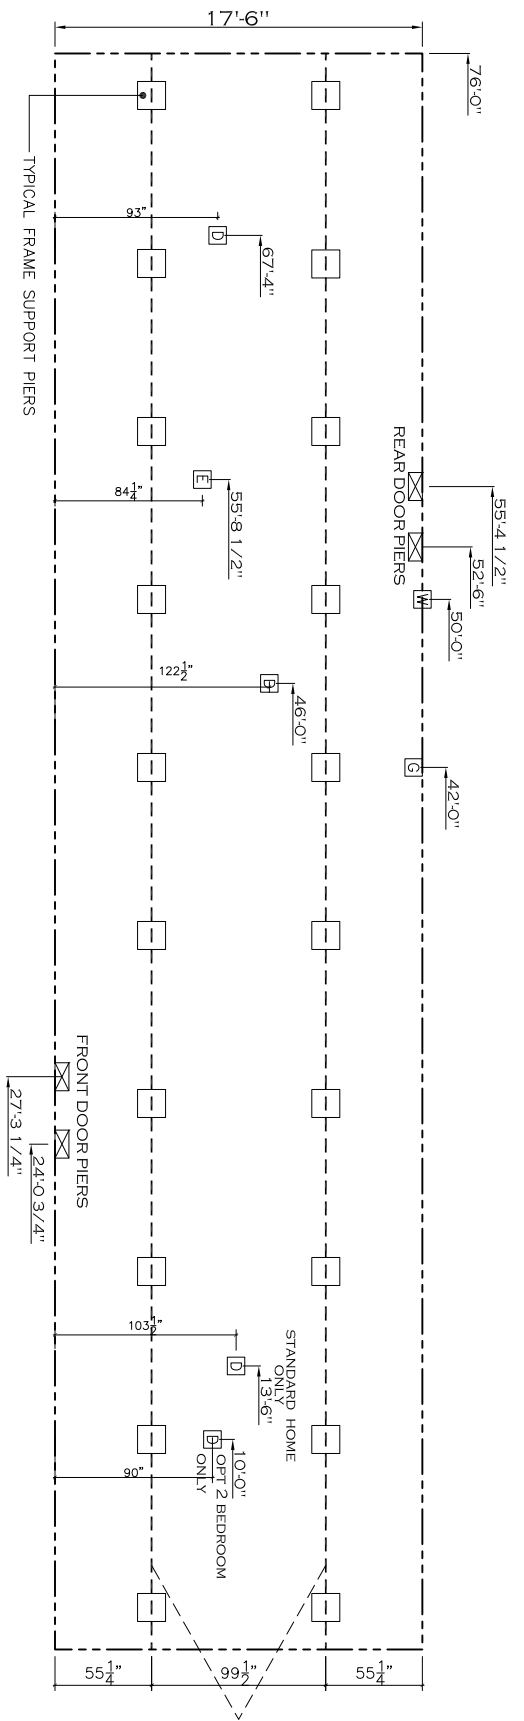 17'-6"
76'-0"
TYPICAL FRAME SUPPORT PIERS
93"
D
67'-4"
REAR DOOR PIERS
55'-4 1/2"
52'-6"
E
84 1/4"
55'-8 1/2"
W
50'-0"
122 1/2"
D
46'-0"
G
42'-0"
FRONT DOOR PIERS
27'-3 1/4"
24'-0 3/4"
103 1/2"
D
13'-6"
STANDARD HOME
ONLY
D
10'-0"
90"
OPT 2 BEDROOM
ONLY
55 1/4"
99 1/2"
55 1/4"